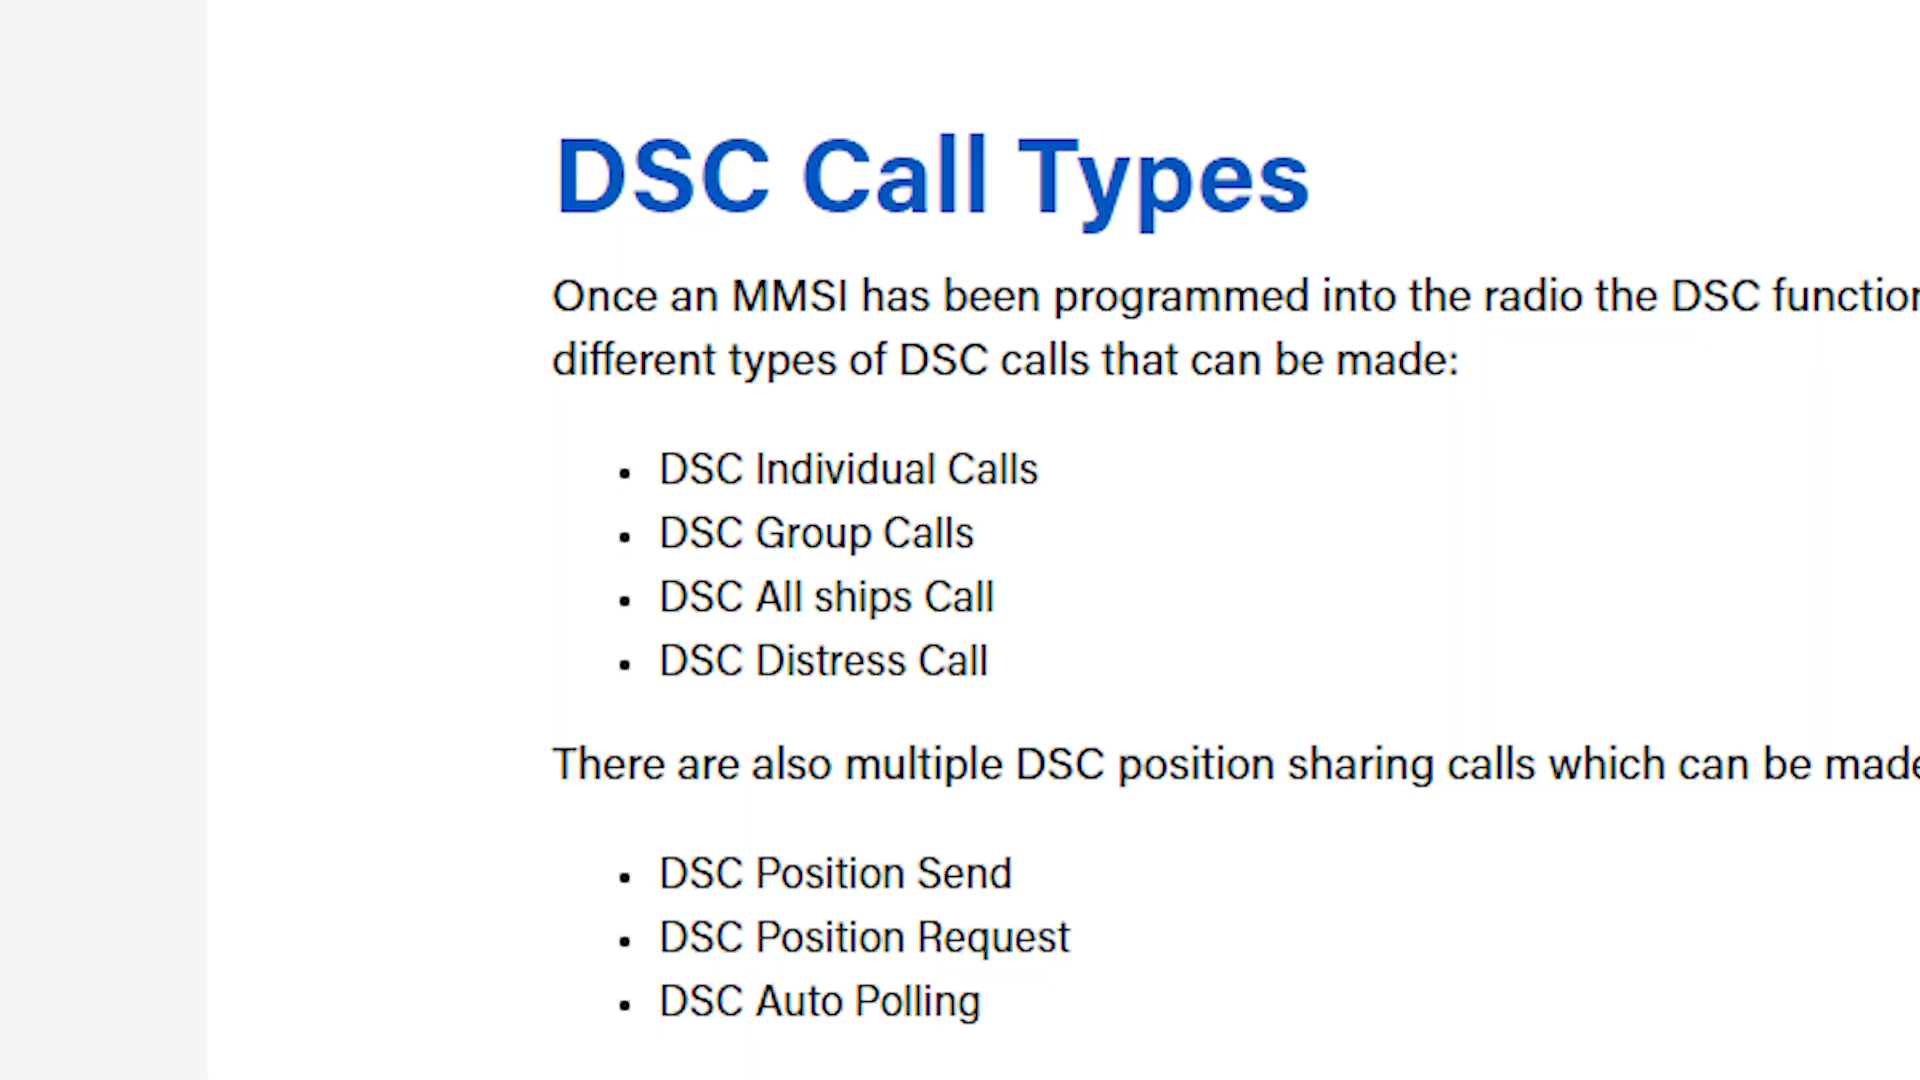 DSC Call Types
Once an MMSI has been programmed into the radio the DSC function
different types of DSC calls that can be made:
• DSC Individual Calls
• DSC Group Calls
• DSC All ships Call
• DSC Distress Call
There are also multiple DSC position sharing calls which can be made
• DSC Position Send
• DSC Position Request
• DSC Auto Polling